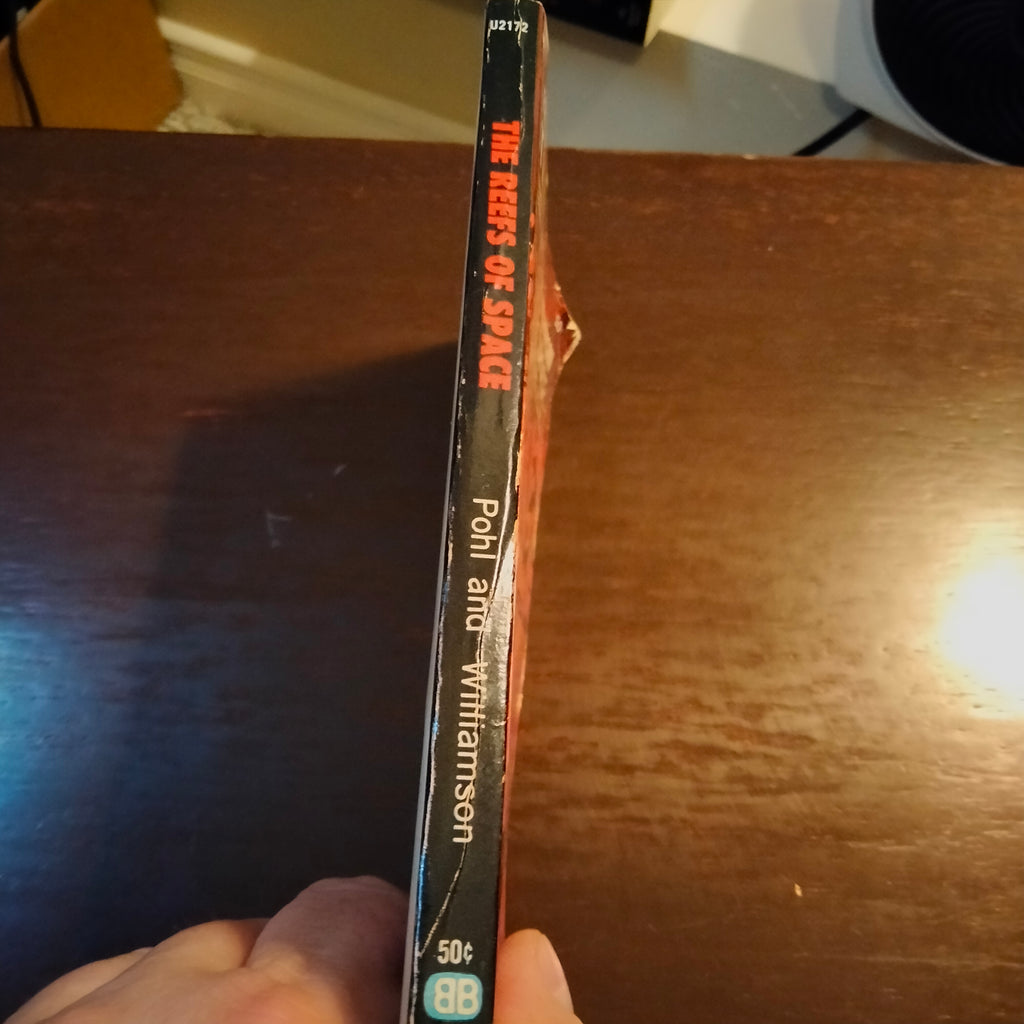 U2172
THE REEFS OF SPACE
Pohl and Williamson
50¢
BB